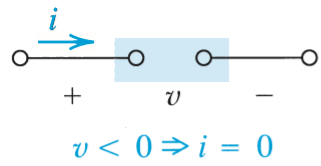 i
+ v −
v < 0 ⇒ i = 0